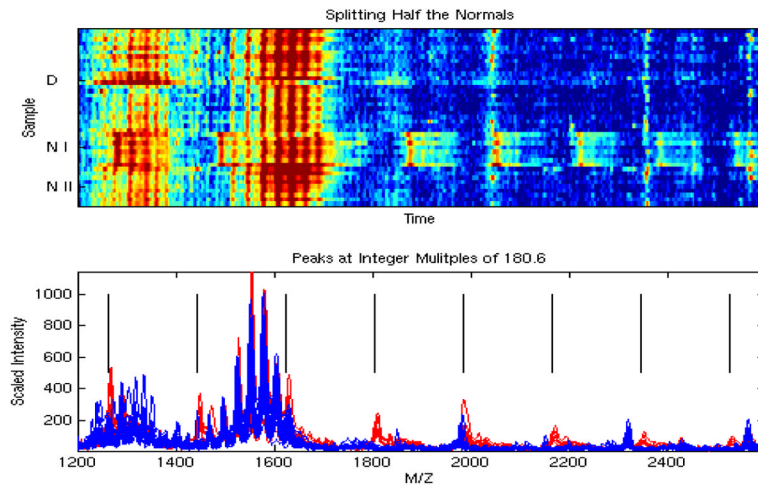 Splitting Half the Normals
Sample
D
N I
N II
Time
Peaks at Integer Mulitples of 180.6
Scaled Intensity
1000
800
600
400
200
1200 1400 1600 1800 2000 2200 2400
M/Z